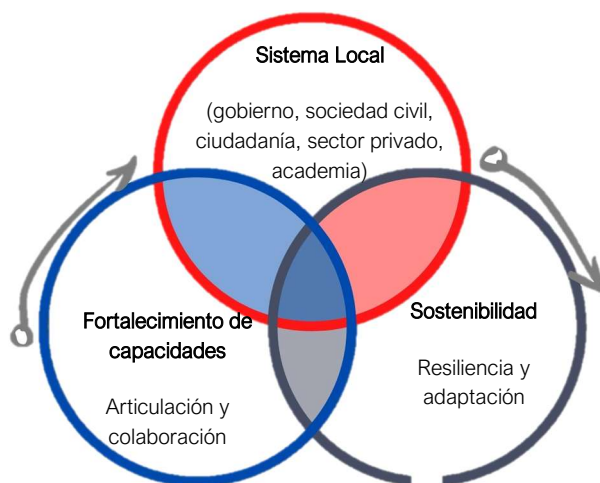 Sistema Local
(gobierno, sociedad civil,
ciudadanía, sector privado,
academia)
Fortalecimiento de
capacidades
Articulación y
colaboración
Sostenibilidad
Resiliencia y
adaptación